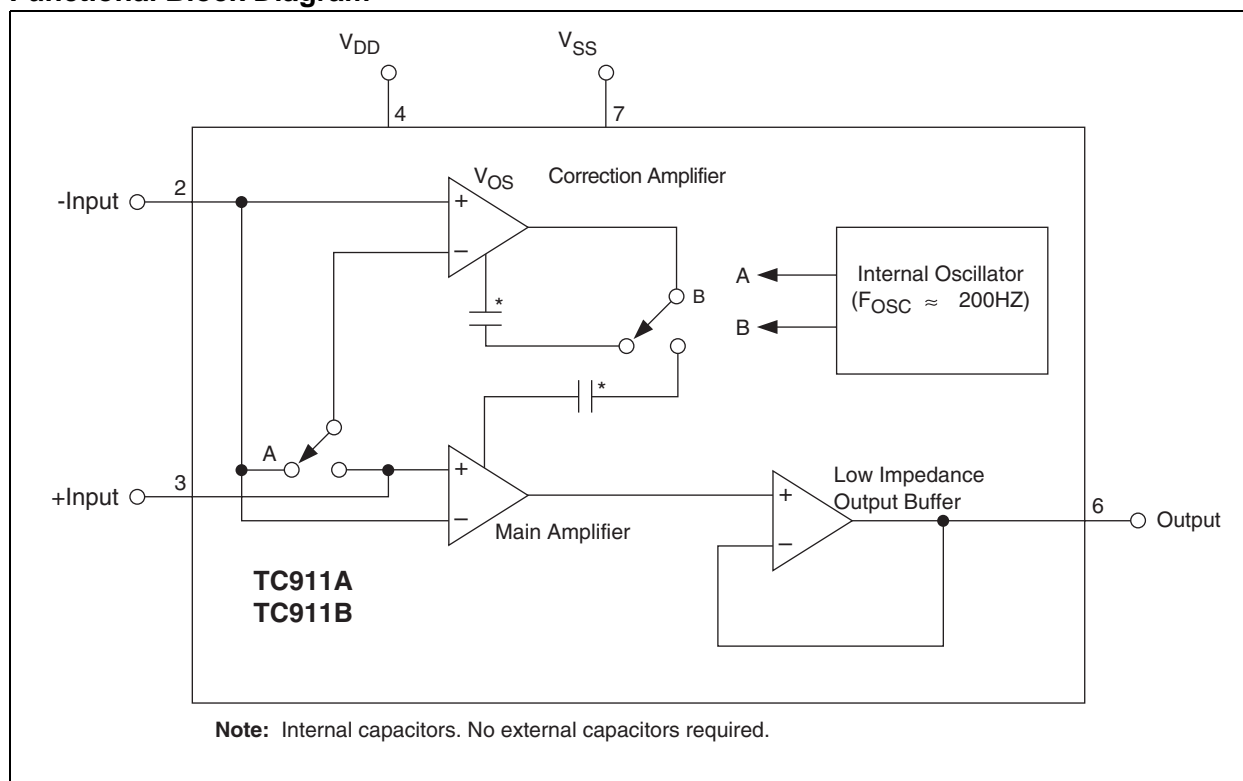 Functional Block Diagram
VDD
VSS
4
7
-Input
2
VOS
Correction Amplifier
+
−
*
B
A
B
Internal Oscillator
(FOSC ≈ 200HZ)
*
A
+Input
3
+
−
Main Amplifier
+
−
Low Impedance
Output Buffer
6
Output
TC911A
TC911B
Note: Internal capacitors. No external capacitors required.